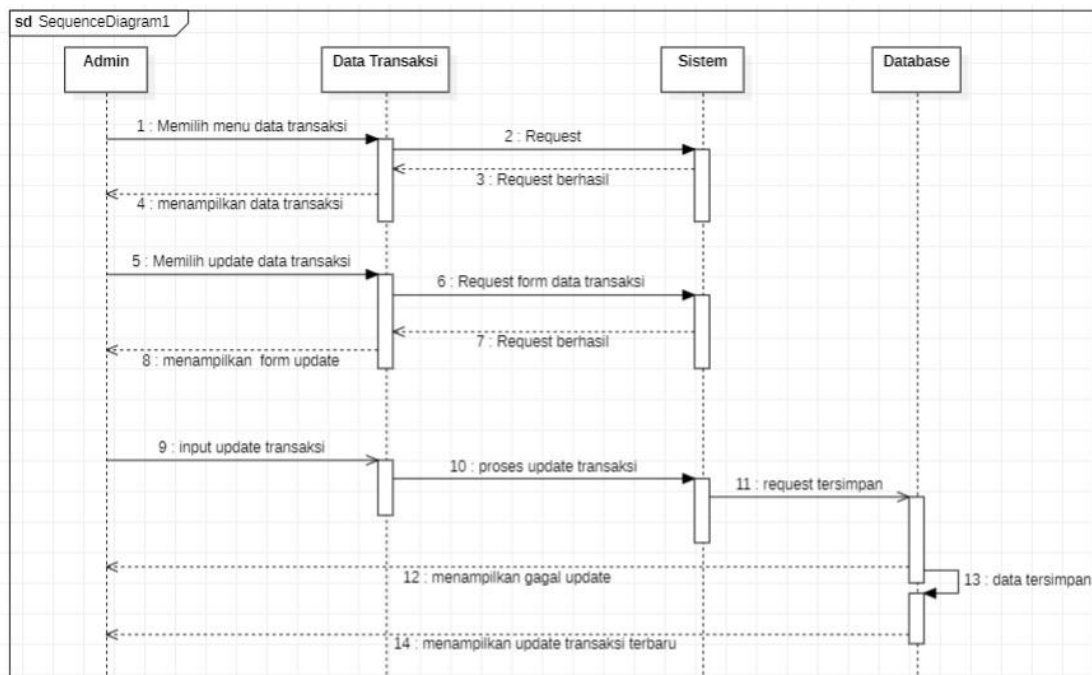 sd SequenceDiagram1
Admin
Data Transaksi
Sistem
Database
1 : Memilih menu data transaksi
2 : Request
3 : Request berhasil
4 : menampilkan data transaksi
5 : Memilih update data transaksi
6 : Request form data transaksi
7 : Request berhasil
8 : menampilkan form update
9 : input update transaksi
10 : proses update transaksi
11 : request tersimpan
12 : menampilkan gagal update
13 : data tersimpan
14 : menampilkan update transaksi terbaru